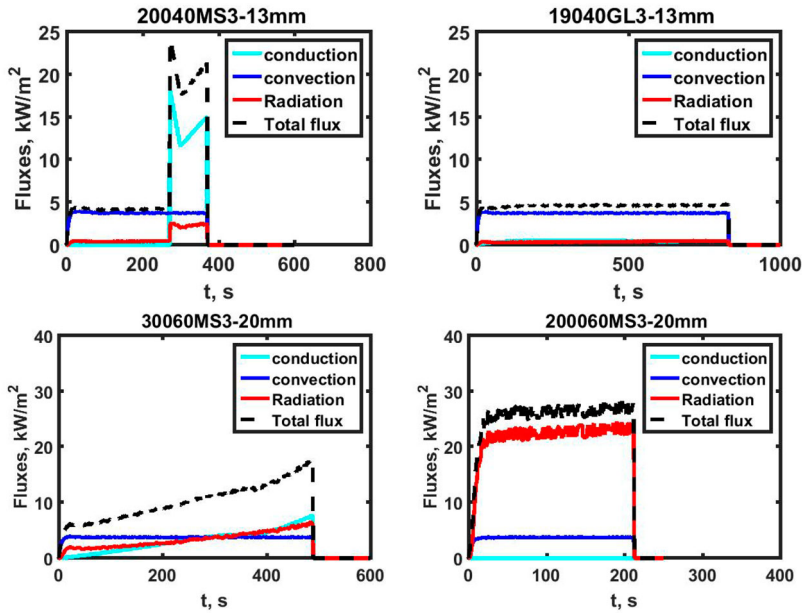 20040MS3-13mm
25
20
15
10
5
0
Fluxes, kW/m²
conduction
convection
Radiation
Total flux
0 200 400 600 800
t, s
19040GL3-13mm
25
20
15
10
5
0
Fluxes, kW/m²
conduction
convection
Radiation
Total flux
0 500 1000
t, s
30060MS3-20mm
40
30
20
10
0
Fluxes, kW/m²
conduction
convection
Radiation
Total flux
0 200 400 600
t, s
200060MS3-20mm
40
30
20
10
0
Fluxes, kW/m²
conduction
convection
Radiation
Total flux
0 100 200 300 400
t, s